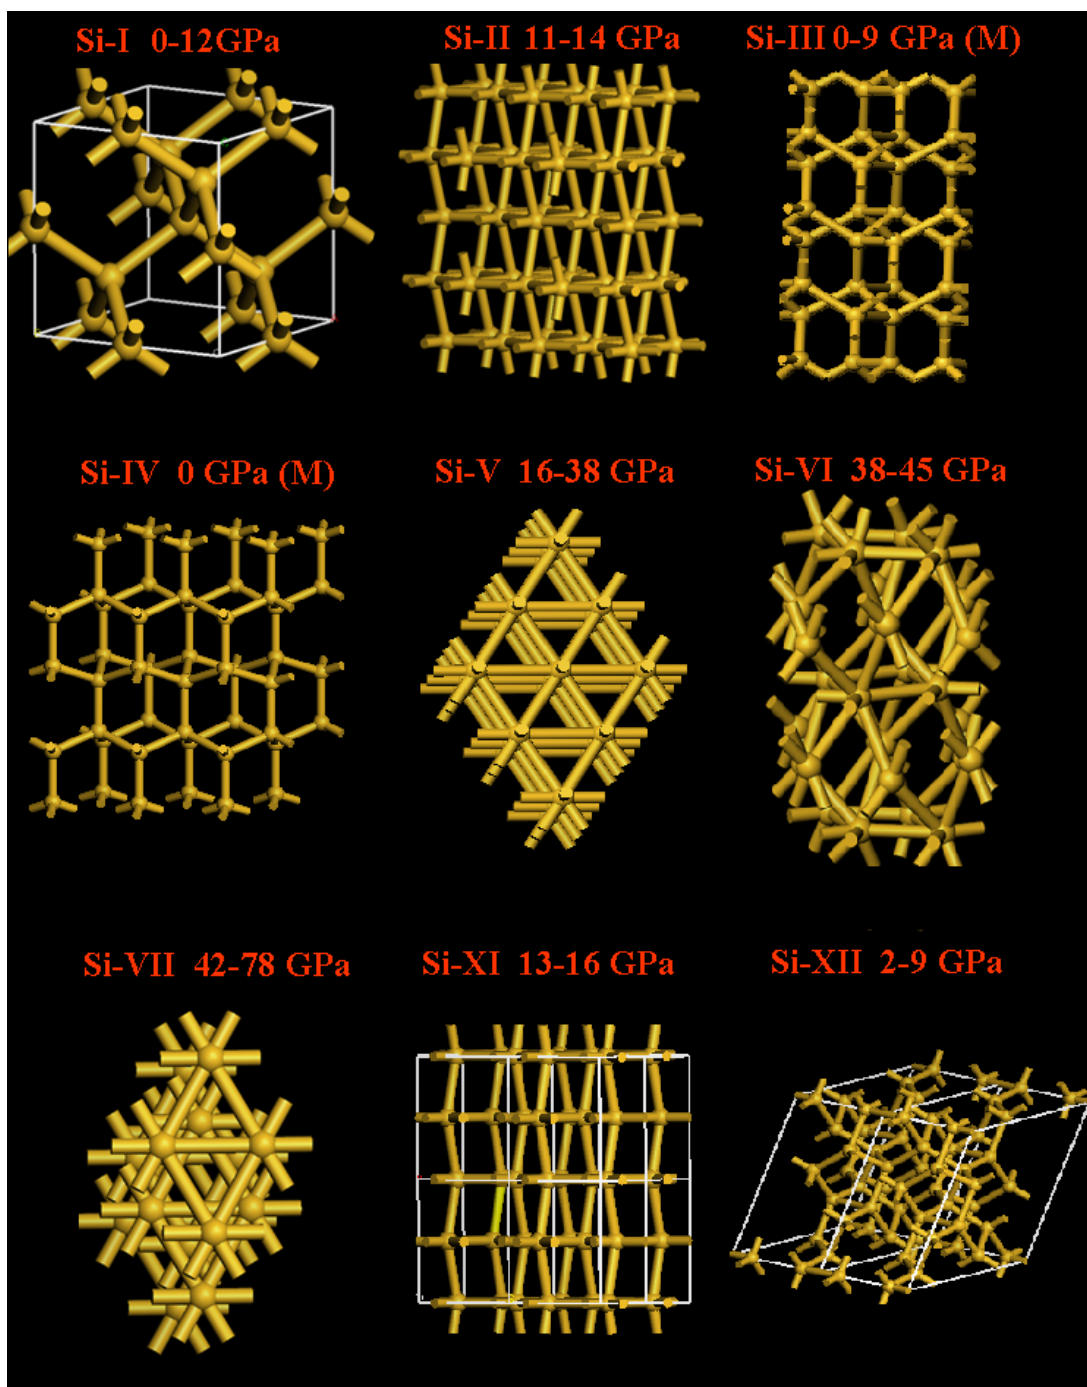 Si-I 0-12GPa
Si-II 11-14 GPa
Si-III 0-9 GPa (M)
Si-IV 0 GPa (M)
Si-V 16-38 GPa
Si-VI 38-45 GPa
Si-VII 42-78 GPa
Si-XI 13-16 GPa
Si-XII 2-9 GPa